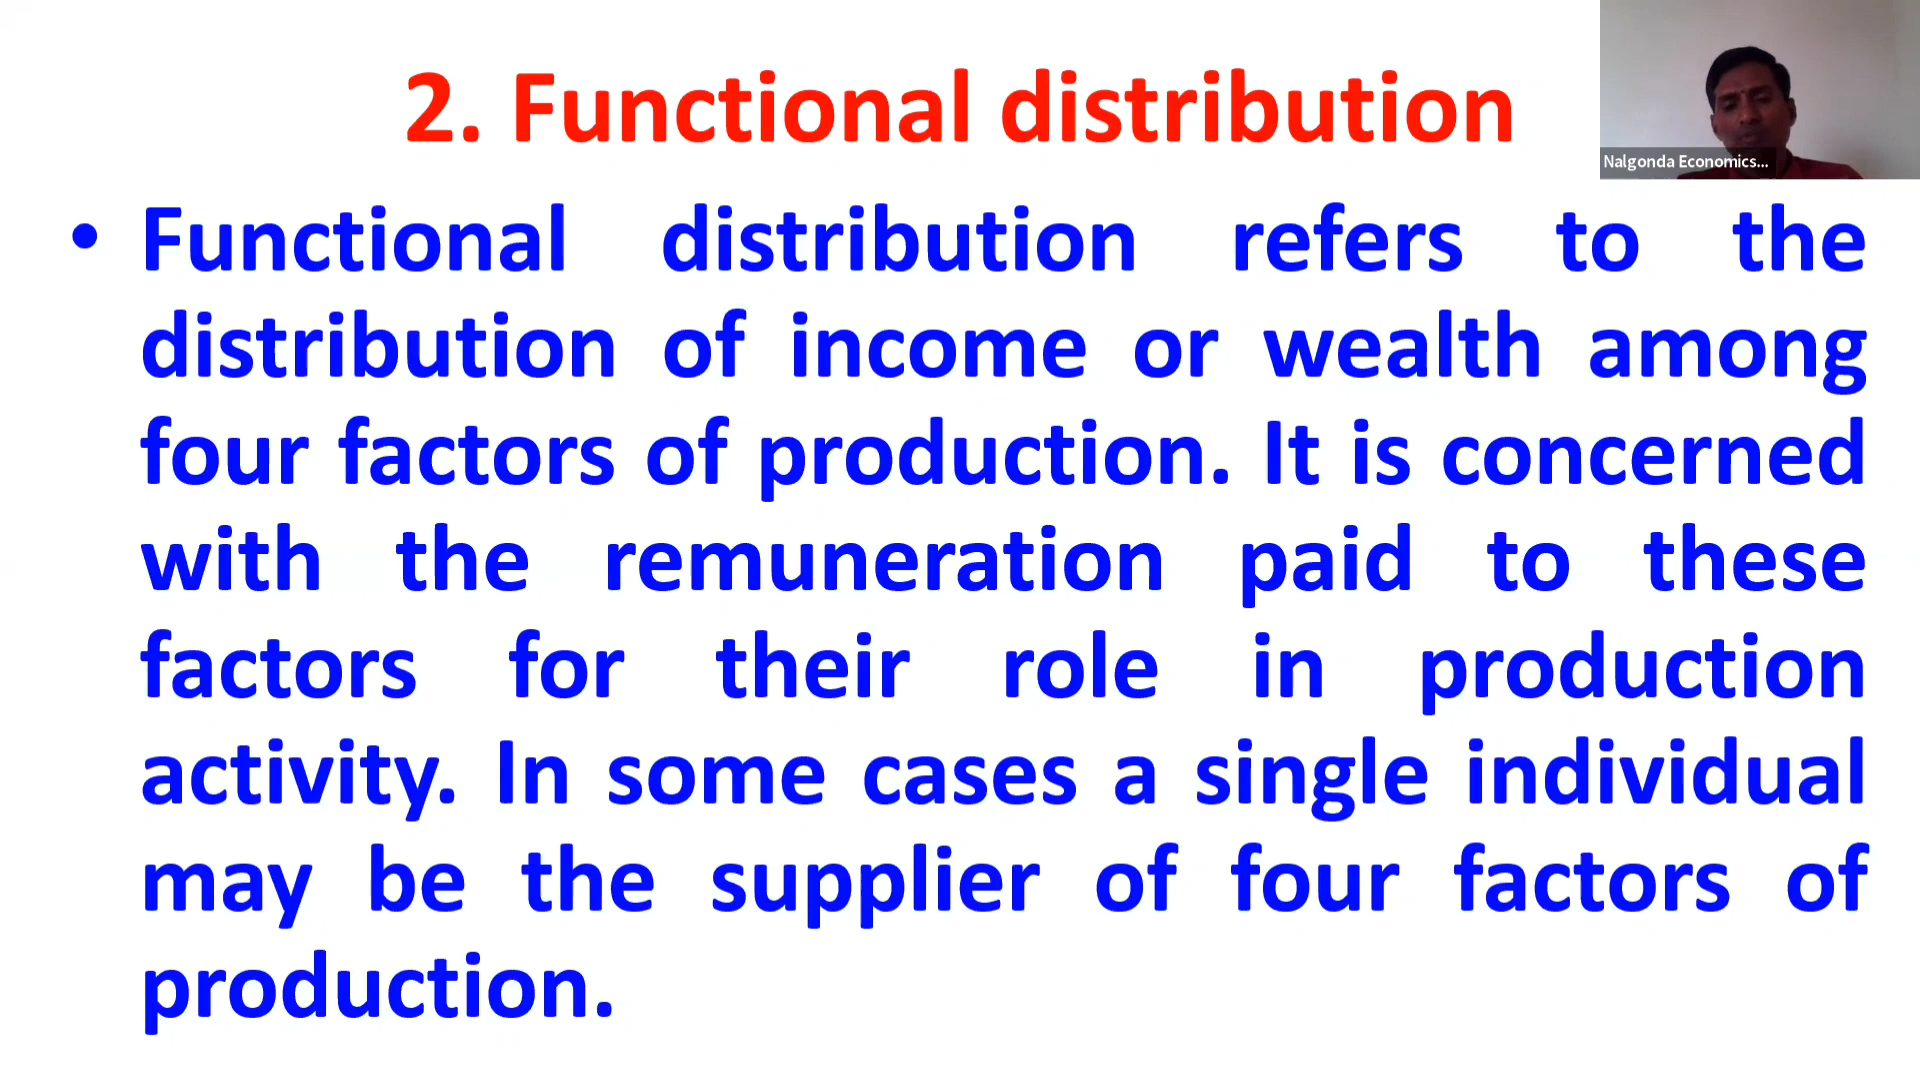 2. Functional distribution
Nalgonda Economics...
• Functional distribution refers to the
distribution of income or wealth among
four factors of production. It is concerned
with the remuneration paid to these
factors for their role in production
activity. In some cases a single individual
may be the supplier of four factors of
production.